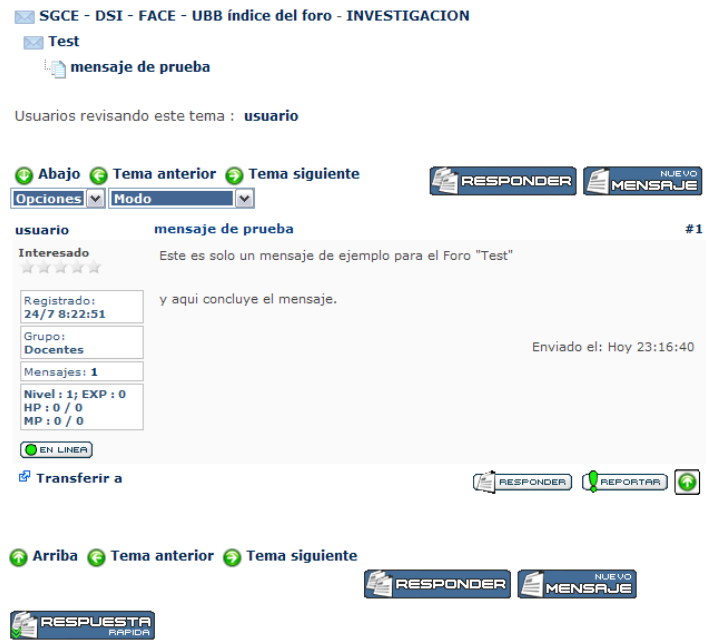 SGCE - DSI - FACE - UBB índice del foro - INVESTIGACION
Test
mensaje de prueba
Usuarios revisando este tema : usuario
Abajo Tema anterior Tema siguiente
RESPONDER NUEVO MENSAJE
Opciones Modo
usuario mensaje de prueba #1
Interesado
Este es solo un mensaje de ejemplo para el Foro "Test"
y aqui concluye el mensaje.
Registrado:
24/7 8:22:51
Grupo:
Docentes
Enviado el: Hoy 23:16:40
Mensajes: 1
Nivel : 1; EXP : 0
HP : 0 / 0
MP : 0 / 0
EN LINEA
Transferir a RESPONDER REPORTAR
Arriba Tema anterior Tema siguiente
RESPONDER NUEVO MENSAJE
RESPUESTA
RAPIDA